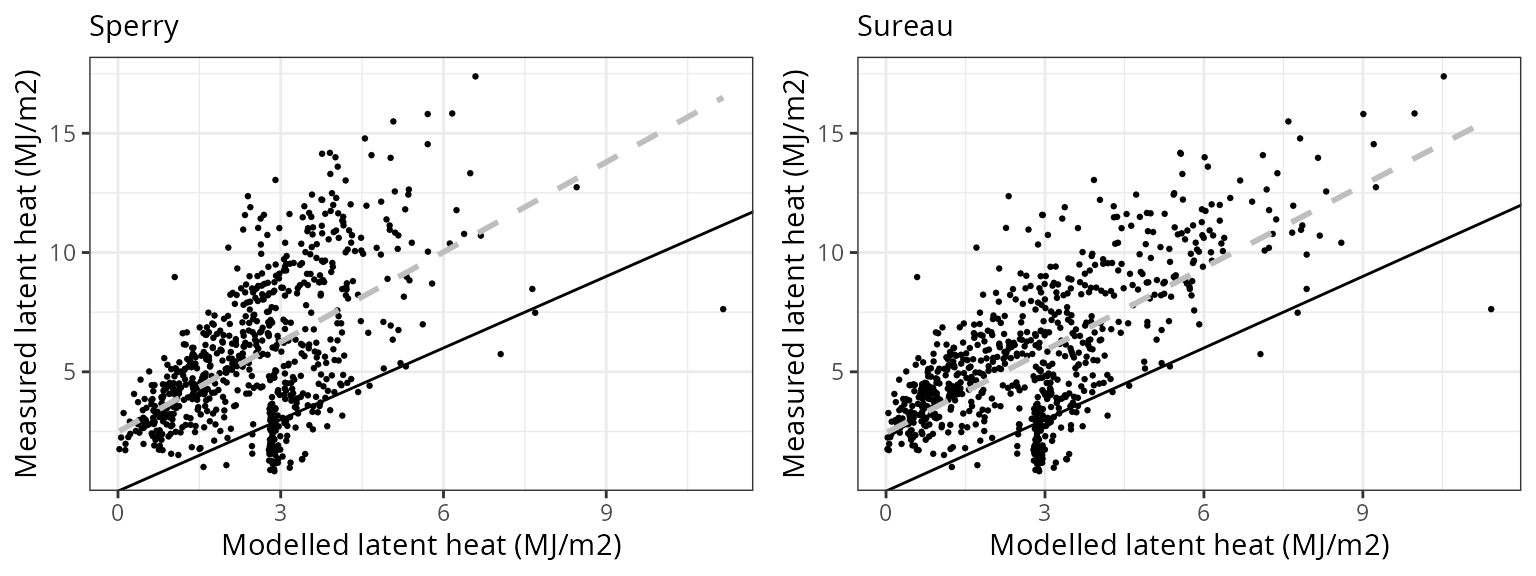 Sperry
Measured latent heat (MJ/m2)
15
10
5
0 3 6 9
Modelled latent heat (MJ/m2)
Sureau
Measured latent heat (MJ/m2)
15
10
5
0 3 6 9
Modelled latent heat (MJ/m2)